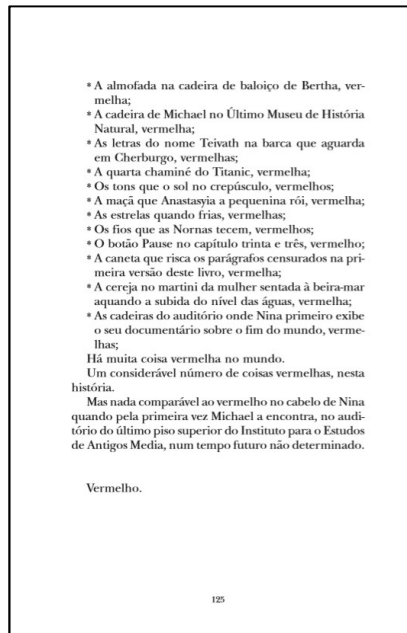 * A almofada na cadeira de baloiço de Bertha, ver-
melha;
* A cadeira de Michael no Último Museu de História
Natural, vermelha;
* As letras do nome Teivath na barca que aguarda
em Cherburgo, vermelhas;
* A quarta chaminé do Titanic, vermelha;
* Os tons que o sol no crepúsculo, vermelhos;
* A maçã que Anastasyia a pequenina rói, vermelha;
* As estrelas quando frias, vermelhas;
* Os fios que as Nornas tecem, vermelhos;
* O botão Pause no capítulo trinta e três, vermelho;
* A caneta que risca os parágrafos censurados na pri-
meira versão deste livro, vermelha;
* A cereja no martini da mulher sentada à beira-mar
aquando a subida do nível das águas, vermelha;
* As cadeiras do auditório onde Nina primeiro exibe
o seu documentário sobre o fim do mundo, verme-
lhas;
Há muita coisa vermelha no mundo.
Um considerável número de coisas vermelhas, nesta
história.
Mas nada comparável ao vermelho no cabelo de Nina
quando pela primeira vez Michael a encontra, no audi-
tório do último piso superior do Instituto para o Estudos
de Antigos Media, num tempo futuro não determinado.
Vermelho.
125